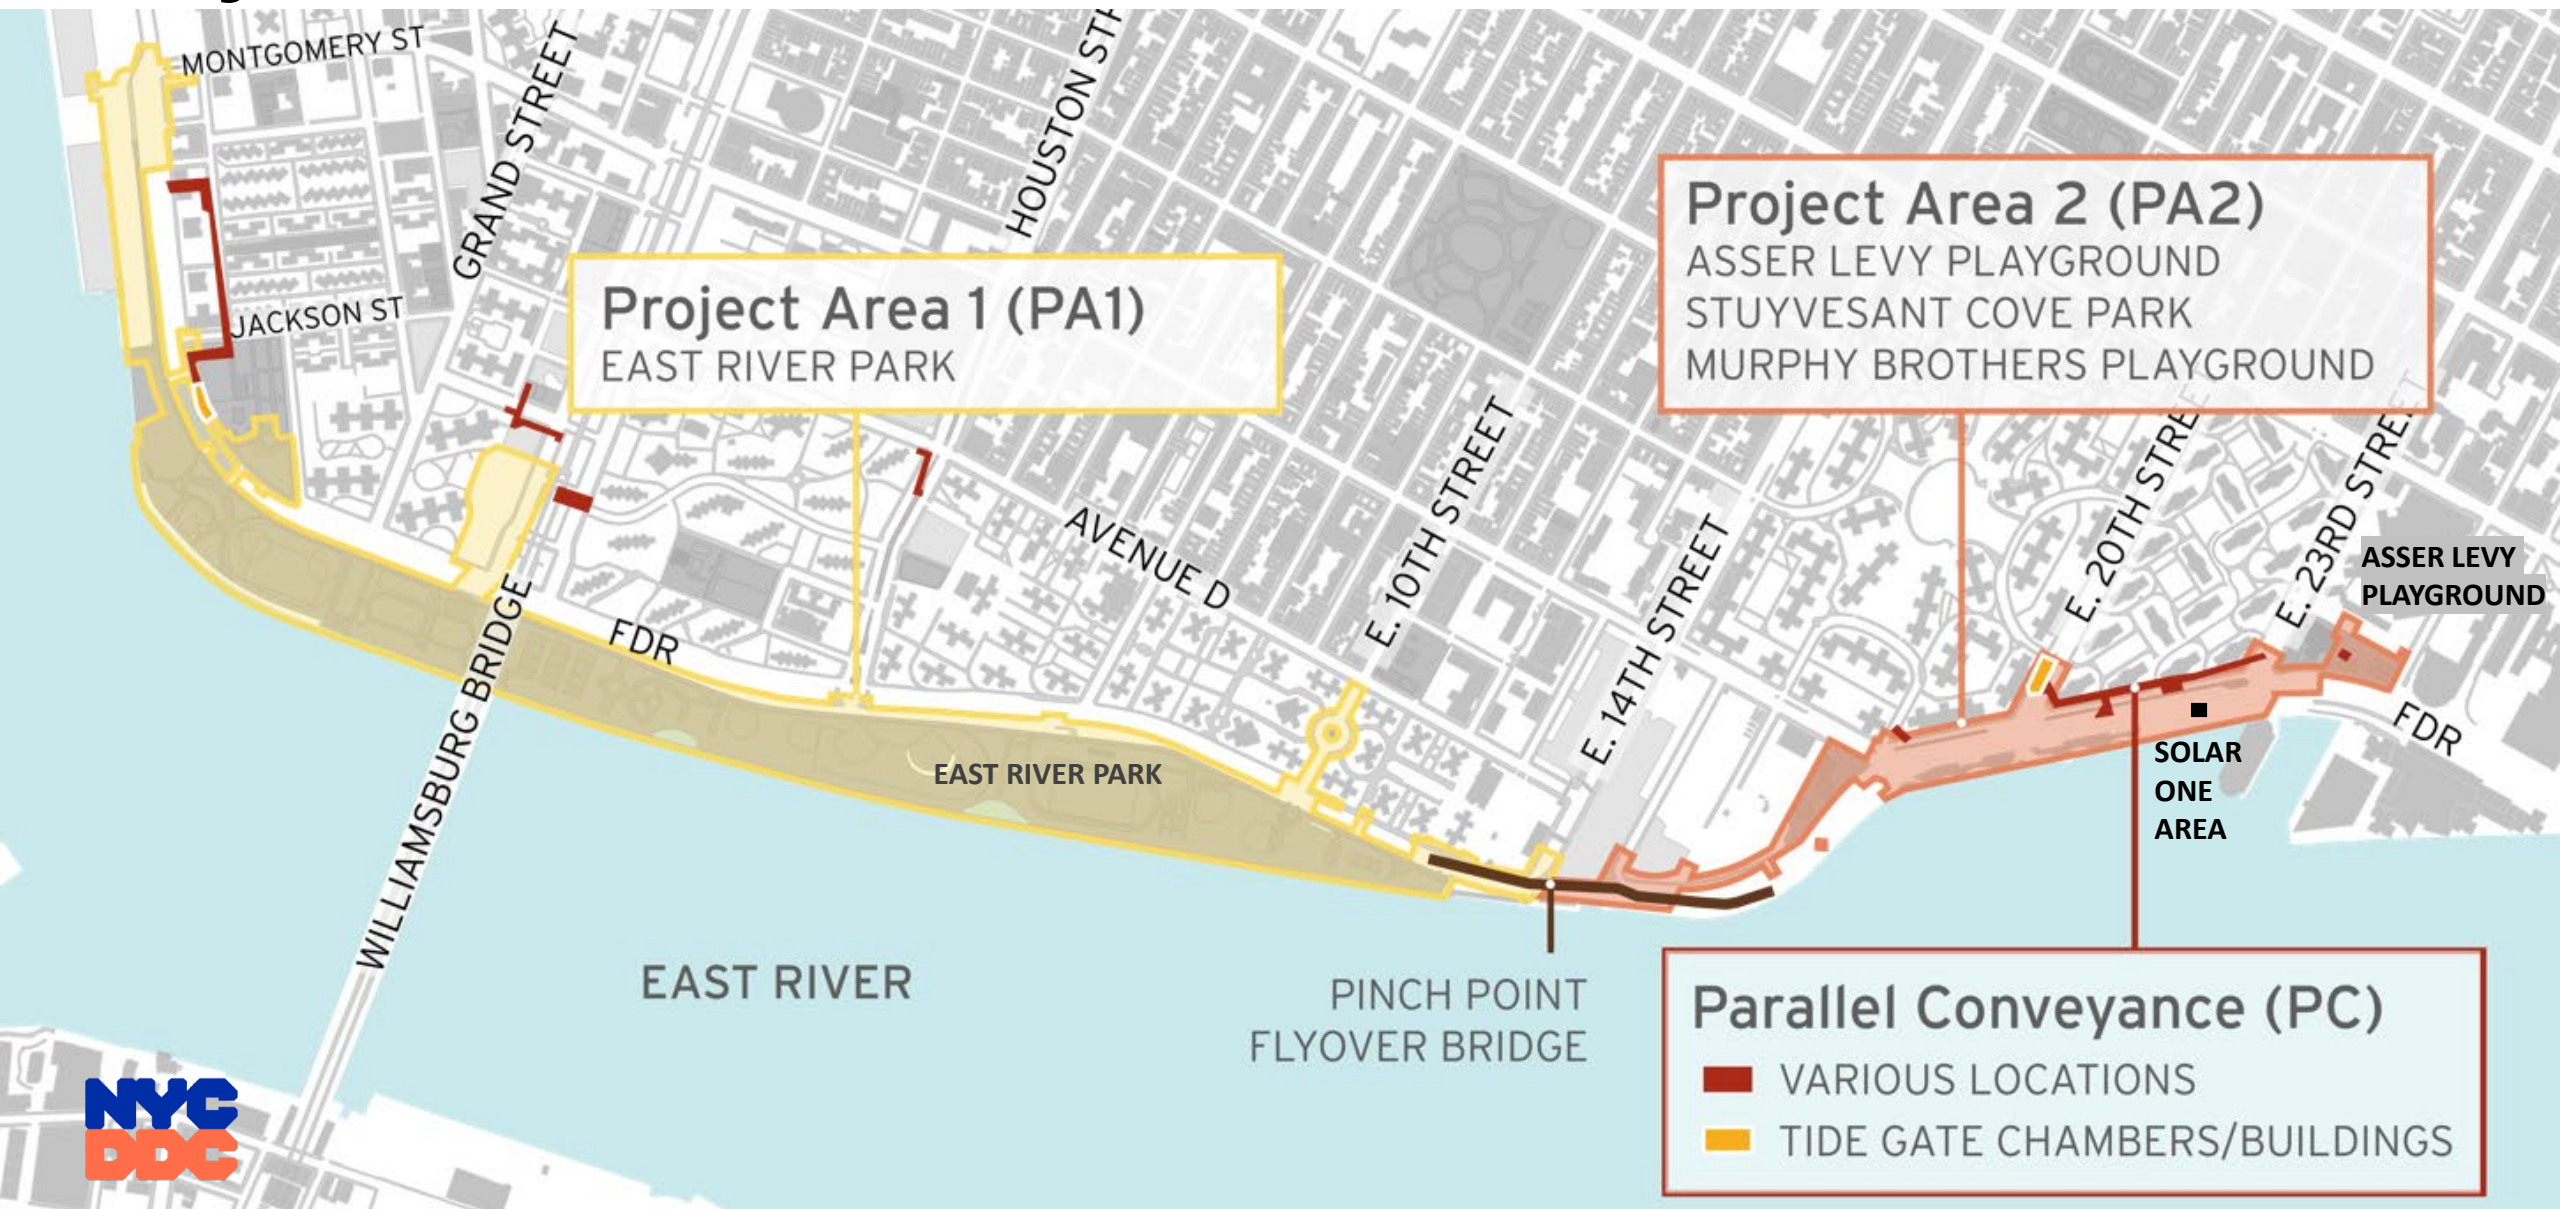 MONTGOMERY ST
GRAND STREET
HOUSTON STR
JACKSON ST
Project Area 1 (PA1)
EAST RIVER PARK
Project Area 2 (PA2)
ASSER LEVY PLAYGROUND
STUYVESANT COVE PARK
MURPHY BROTHERS PLAYGROUND
AVENUE D
E. 10TH STREET
E. 14TH STREET
E. 20TH STREE
E. 23RD STREET
ASSER LEVY
PLAYGROUND
FDR
FDR
WILLIAMSBURG BRIDGE
EAST RIVER PARK
SOLAR
ONE
AREA
EAST RIVER
PINCH POINT
FLYOVER BRIDGE
Parallel Conveyance (PC)
VARIOUS LOCATIONS
TIDE GATE CHAMBERS/BUILDINGS
NYC
DDC